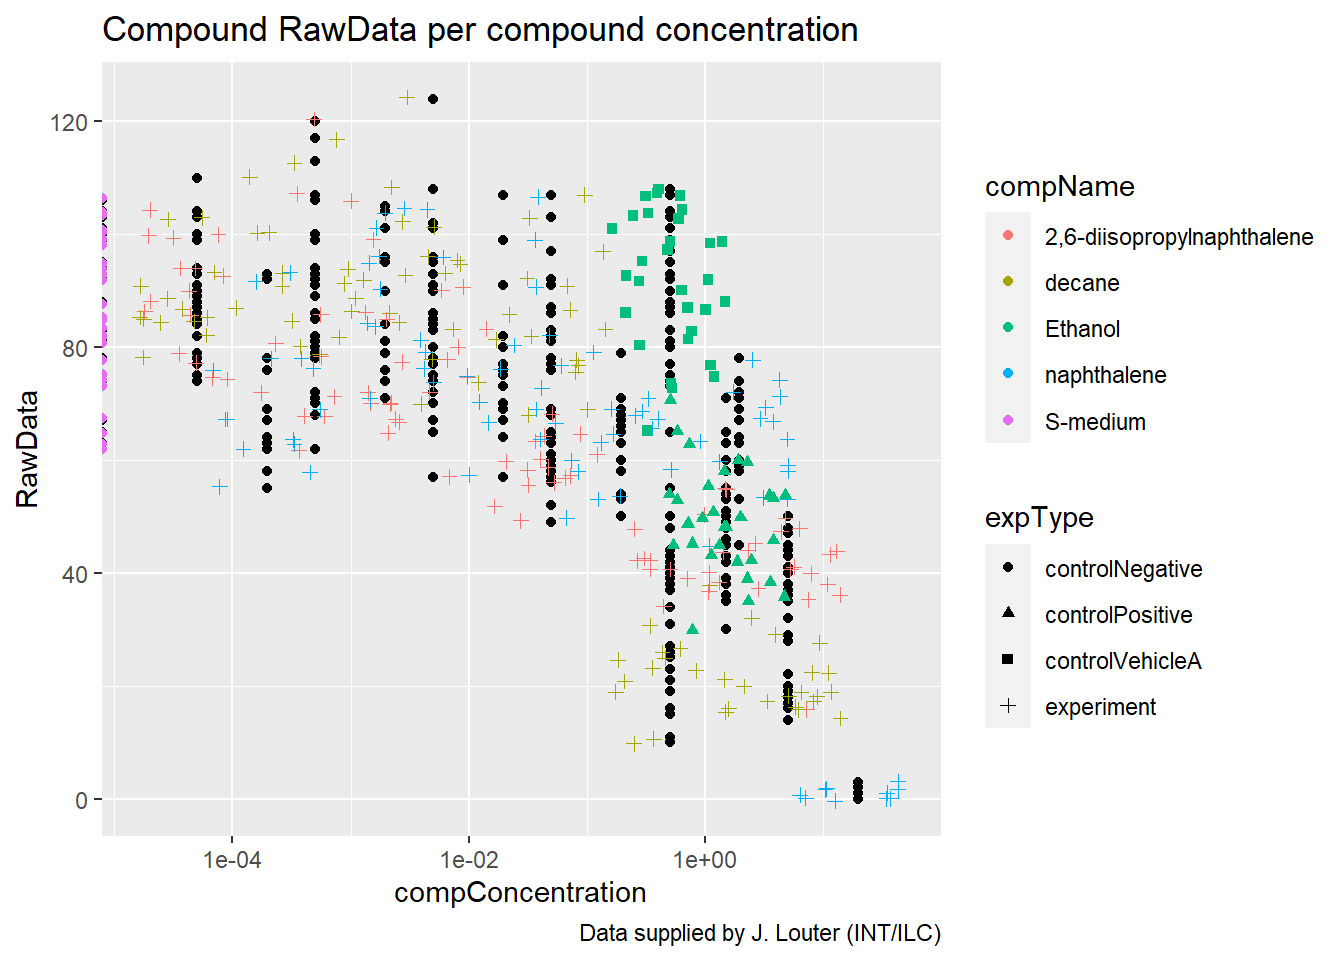 Compound RawData per compound concentration
RawData
120
80
40
0
1e-04
1e-02
1e+00
compConcentration
Data supplied by J. Louter (INT/ILC)
compName
2,6-diisopropylnaphthalene
decane
Ethanol
naphthalene
S-medium
expType
controlNegative
controlPositive
controlVehicleA
experiment